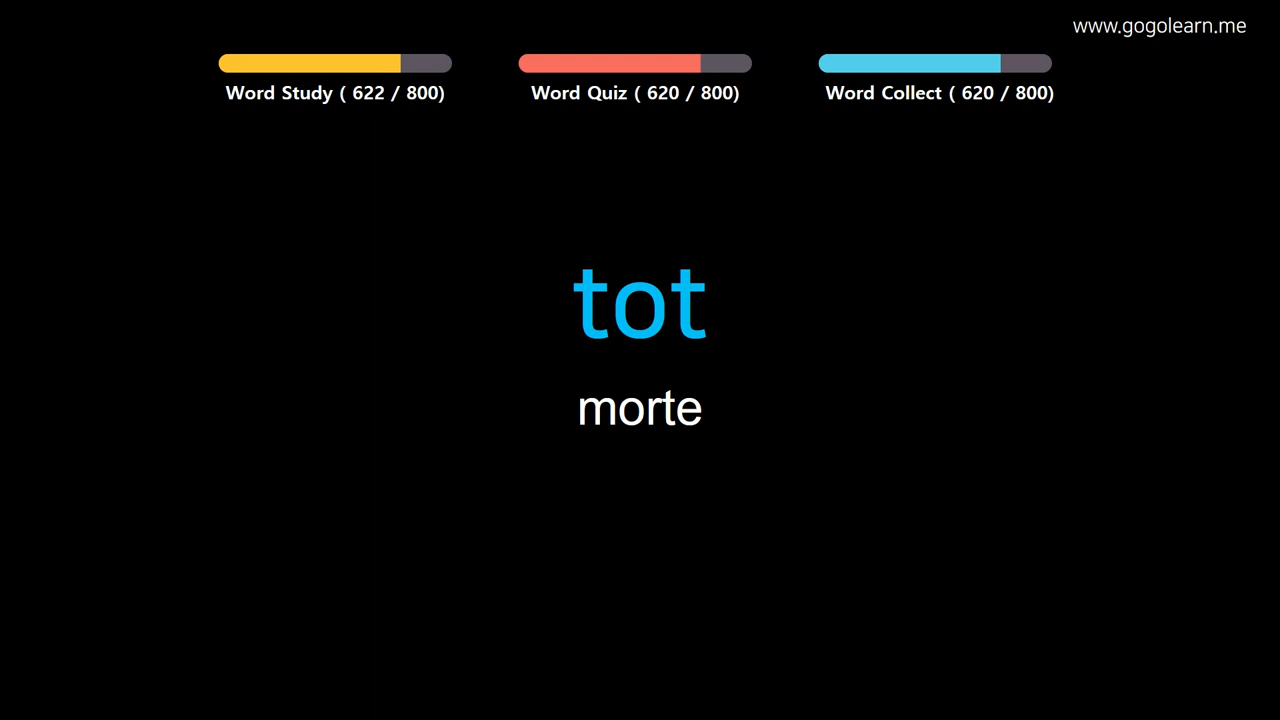 www.gogolearn.me
Word Study ( 622 / 800)
Word Quiz ( 620 / 800)
Word Collect ( 620 / 800)
tot
morte